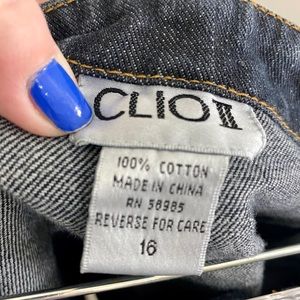 CLIO II
100% COTTON
MADE IN CHINA
RN 58985
REVERSE FOR CARE
16